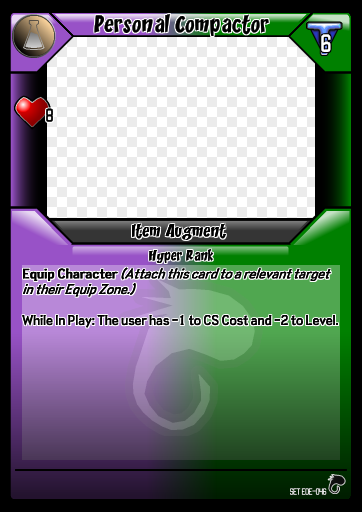 Personal Compactor
6
8
Item Augment
Hyper Rank
Equip Character (Attach this card to a relevant target
in their Equip Zone.)
While In Play: The user has -1 to CS Cost and -2 to Level.
SET EOE-046